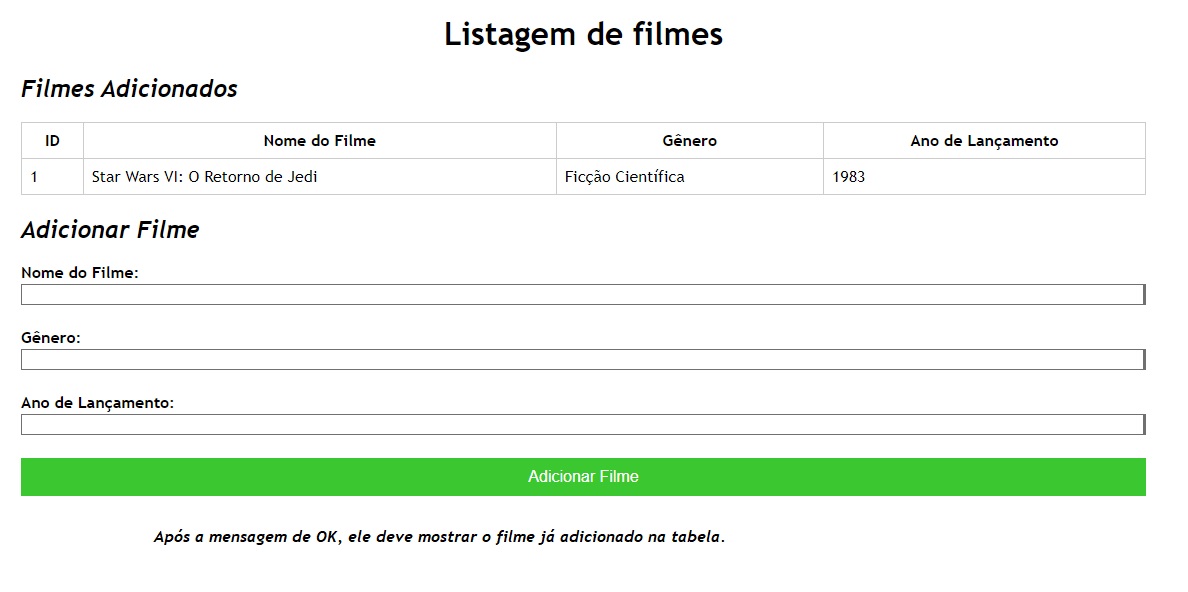 Listagem de filmes
Filmes Adicionados
ID Nome do Filme Gênero Ano de Lançamento
1 Star Wars VI: O Retorno de Jedi Ficção Científica 1983
Adicionar Filme
Nome do Filme:
Gênero:
Ano de Lançamento:
Adicionar Filme
Após a mensagem de OK, ele deve mostrar o filme já adicionado na tabela.